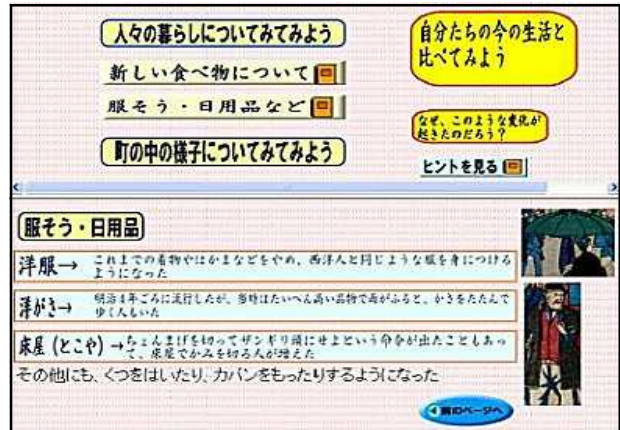 人々の暮らしについてみてみよう
新しい食べ物について
服そう・日用品など
町の中の様子についてみてみよう
自分たちの今の生活と
比べてみよう
なぜ、このような変化が
起きたのだろう？
ヒントを見る
服そう・日用品
洋服→ これまでの着物やはかまなどをやめ、西洋人と同じような服を身につける
ようになった
洋がさ→ 明治4年ごろに流行したが、当時はたいへん高い品物で雨がふると、かさをたたんで
歩く人もいた
床屋（とこや）→ちょんまげを切ってザンギリ頭にせよという命令が出たこともあっ
て、床屋でかみを切る人が増えた
その他にも、くつをはいたり、カバンをもったりするようになった
前のページへ